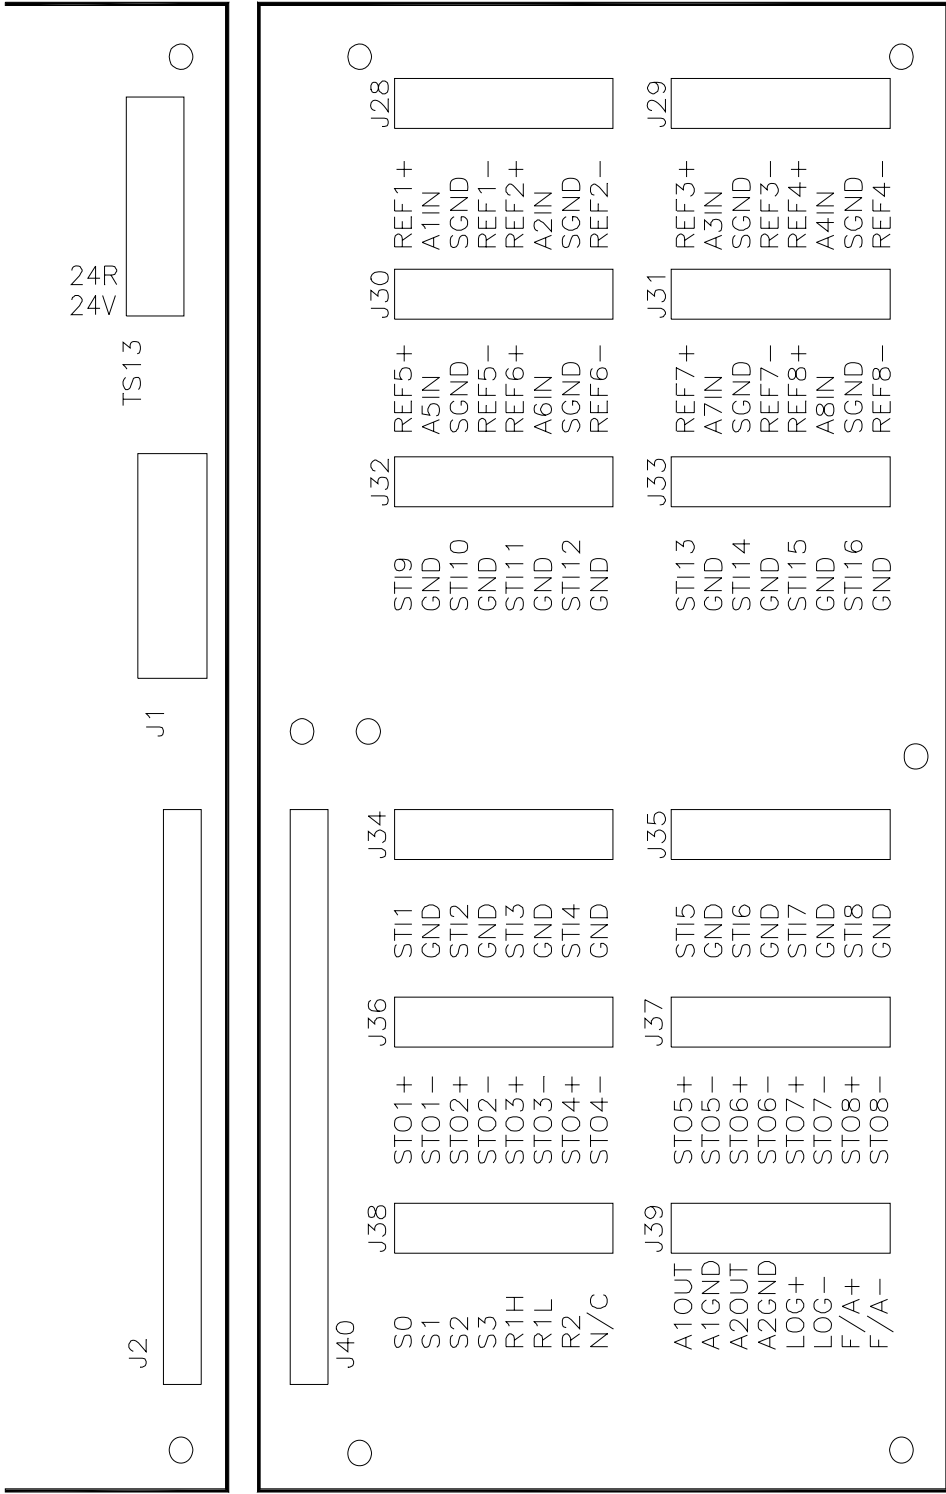 24R
24V
TS13
J1
J2
J28
REF1+
A1IN
SGND
REF1-
REF2+
A2IN
SGND
REF2-
J29
REF3+
A3IN
SGND
REF3-
REF4+
A4IN
SGND
REF4-
J30
REF5+
A5IN
SGND
REF5-
REF6+
A6IN
SGND
REF6-
J31
REF7+
A7IN
SGND
REF7-
REF8+
A8IN
SGND
REF8-
J32
STI9
GND
STI10
GND
STI11
GND
STI12
GND
J33
STI13
GND
STI14
GND
STI15
GND
STI16
GND
J34
STI1
GND
STI2
GND
STI3
GND
STI4
GND
J35
STI5
GND
STI6
GND
STI7
GND
STI8
GND
J36
STO1+
STO1-
STO2+
STO2-
STO3+
STO3-
STO4+
STO4-
J37
STO5+
STO5-
STO6+
STO6-
STO7+
STO7-
STO8+
STO8-
J38
S0
S1
S2
S3
R1H
R1L
R2
N/C
J39
A1OUT
A1GND
A2OUT
A2GND
LOG+
LOG-
F/A+
F/A-
J40